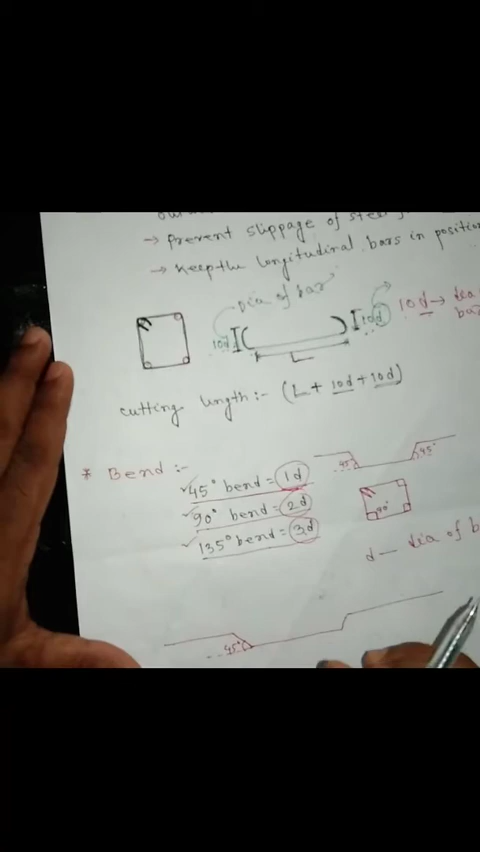 → Prevent slippage of steel
→ Keep the longitudinal bars in position
Dia of bar
10d
10d
10d → dia
bar
L
cutting length :- (L + 10d + 10d)
* Bend :-
45° bend = 1d
90° bend = 2d
135° bend = 3d
45°
45°
90°
d — dia of b
45°